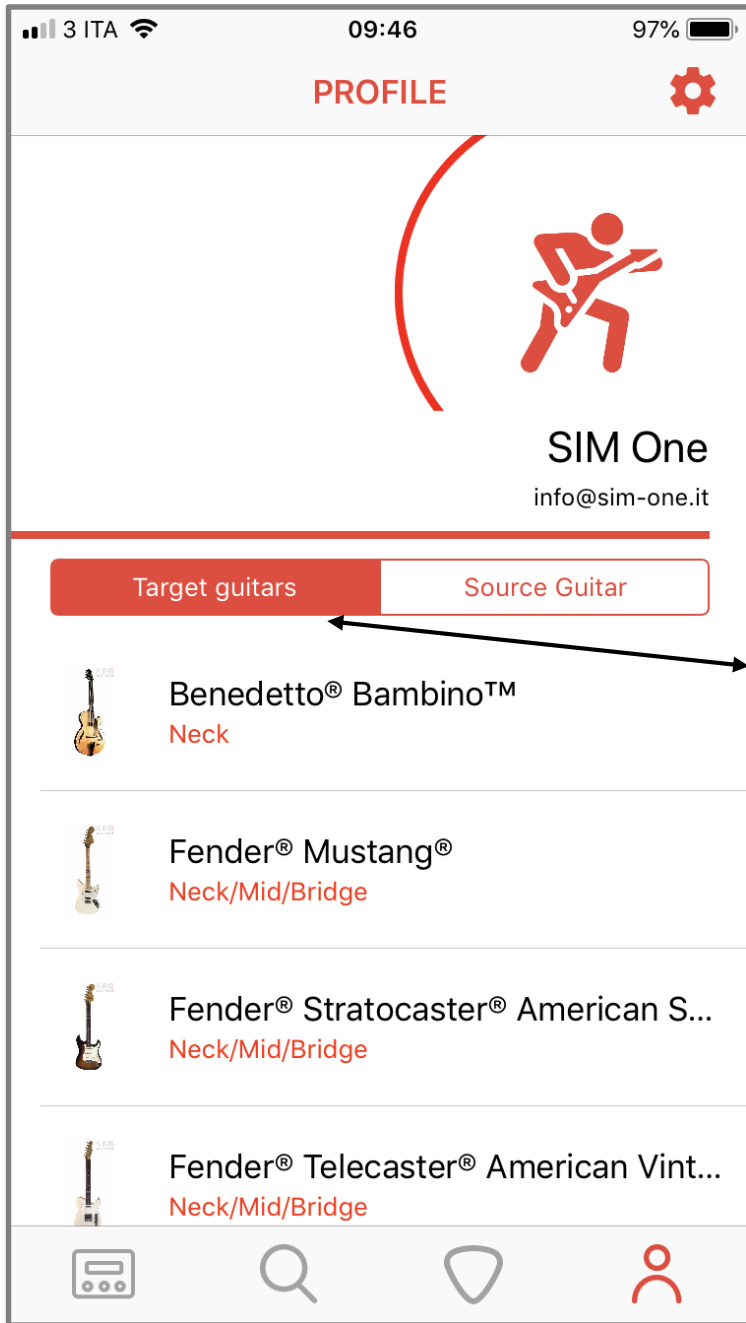 3 ITA 09:46 97%
PROFILE
SIM One
info@sim-one.it
Target guitars Source Guitar
Benedetto® Bambino™
Neck
Fender® Mustang®
Neck/Mid/Bridge
Fender® Stratocaster® American S...
Neck/Mid/Bridge
Fender® Telecaster® American Vint...
Neck/Mid/Bridge